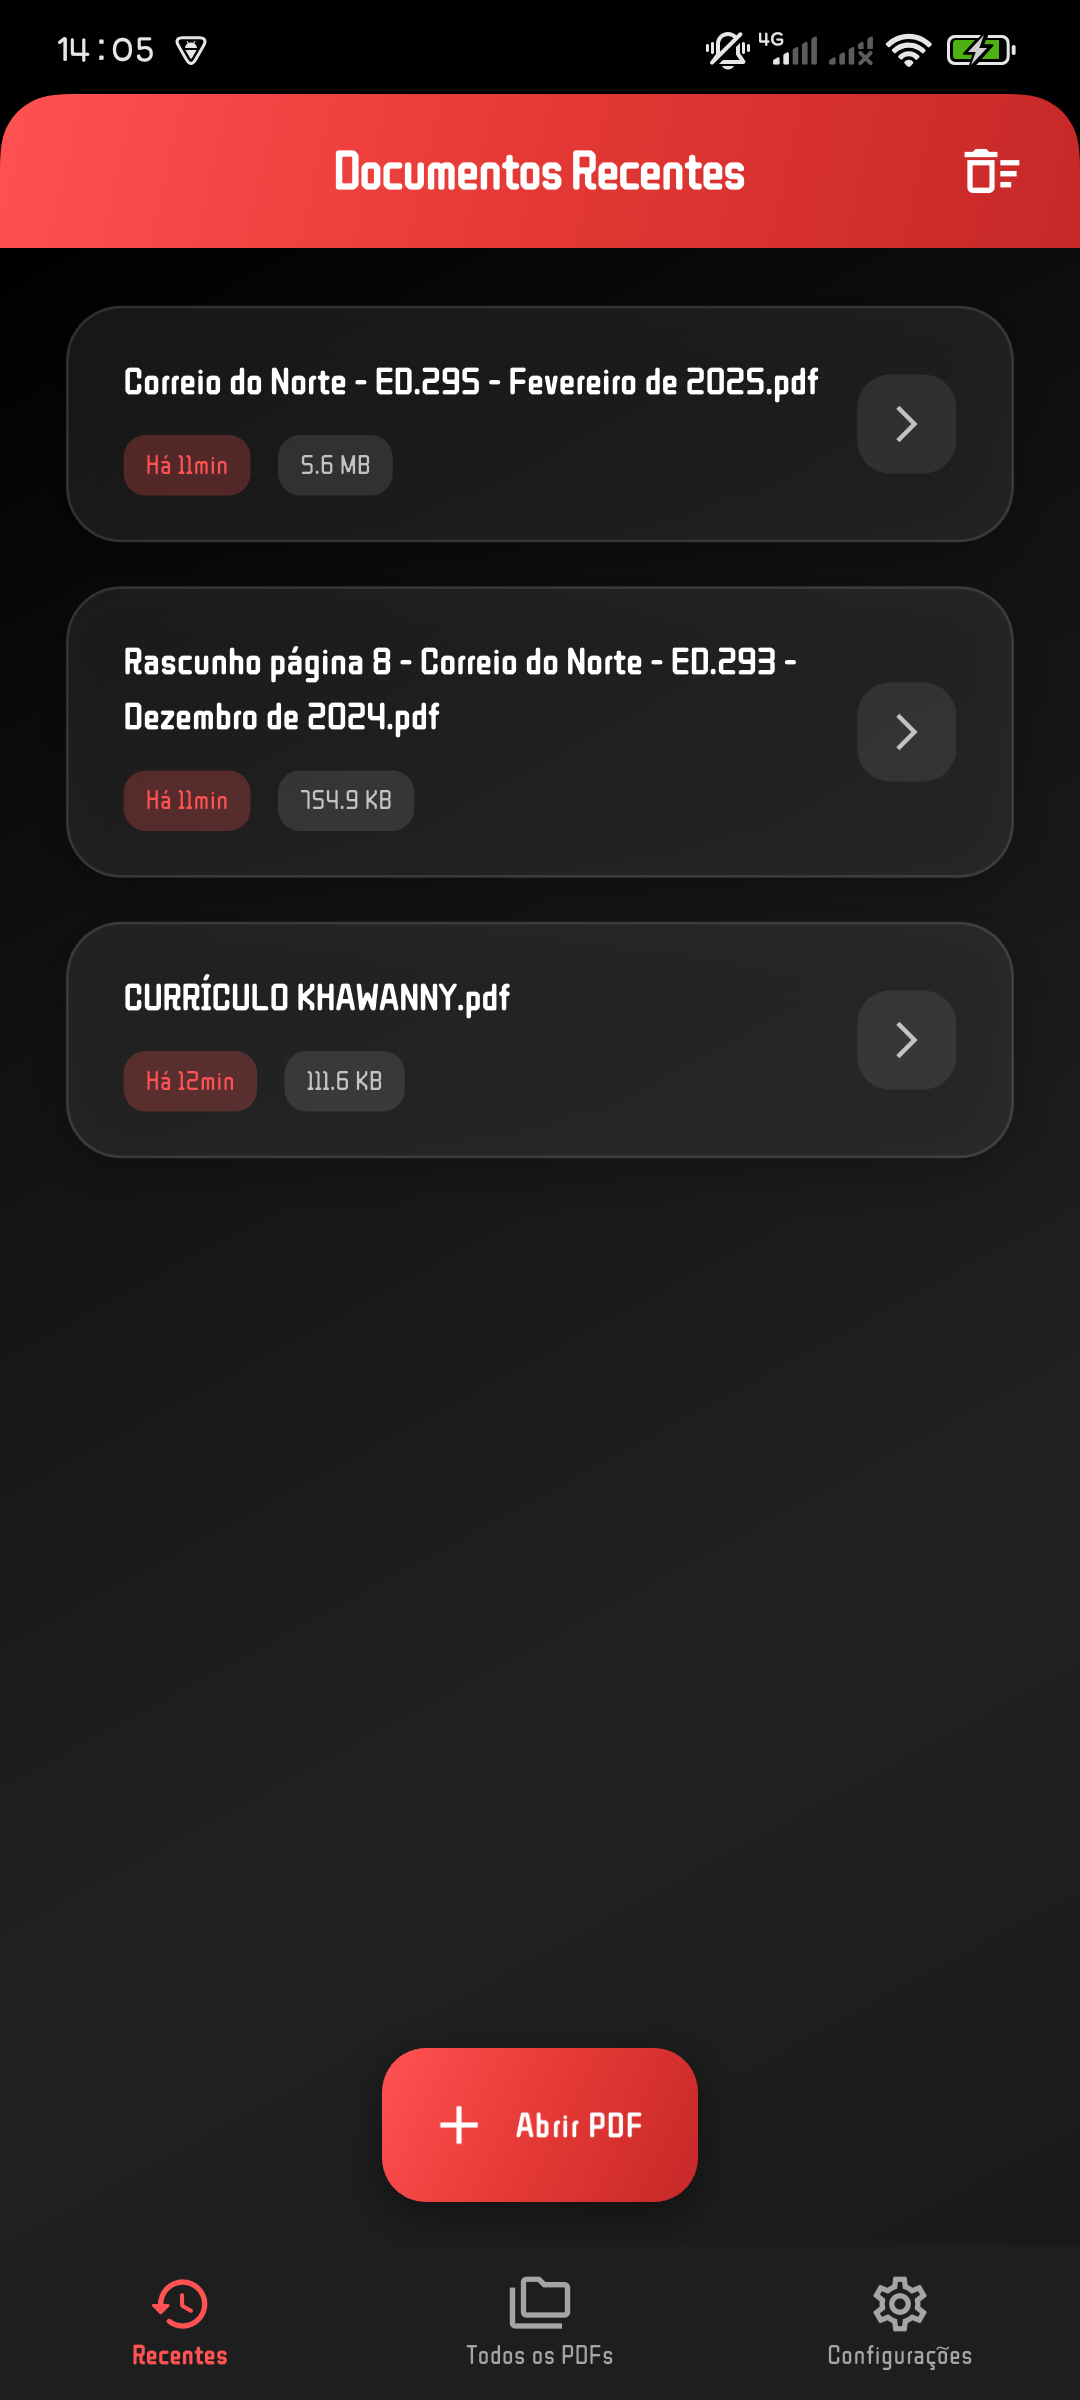 14:05
4G
Documentos Recentes
Correio do Norte - ED.295 - Fevereiro de 2025.pdf
Há 11min
5.6 MB
Rascunho página 8 - Correio do Norte - ED.293 -
Dezembro de 2024.pdf
Há 11min
754.9 KB
CURRÍCULO KHAWANNY.pdf
Há 12min
111.6 KB
Abrir PDF
Recentes
Todos os PDFs
Configurações